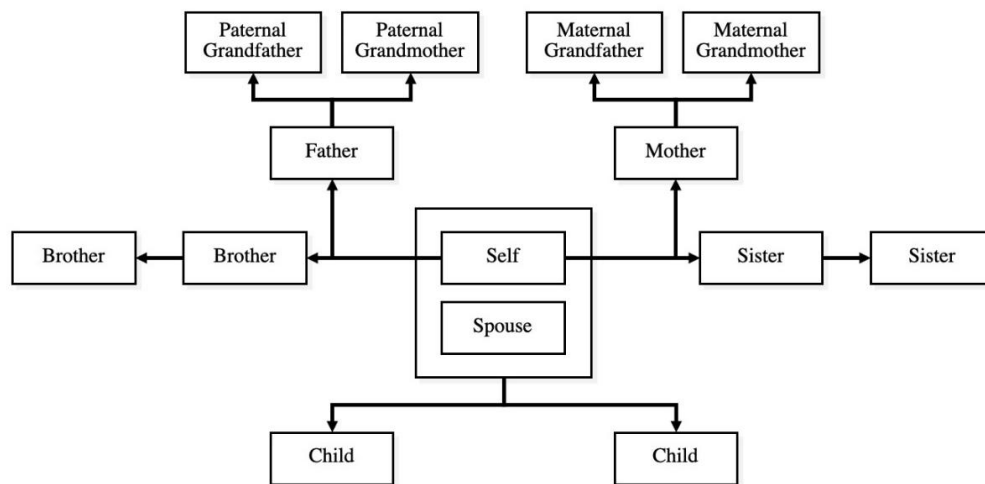 Paternal
Grandfather
Paternal
Grandmother
Maternal
Grandfather
Maternal
Grandmother
Father
Mother
Brother
Brother
Self
Sister
Sister
Spouse
Child
Child